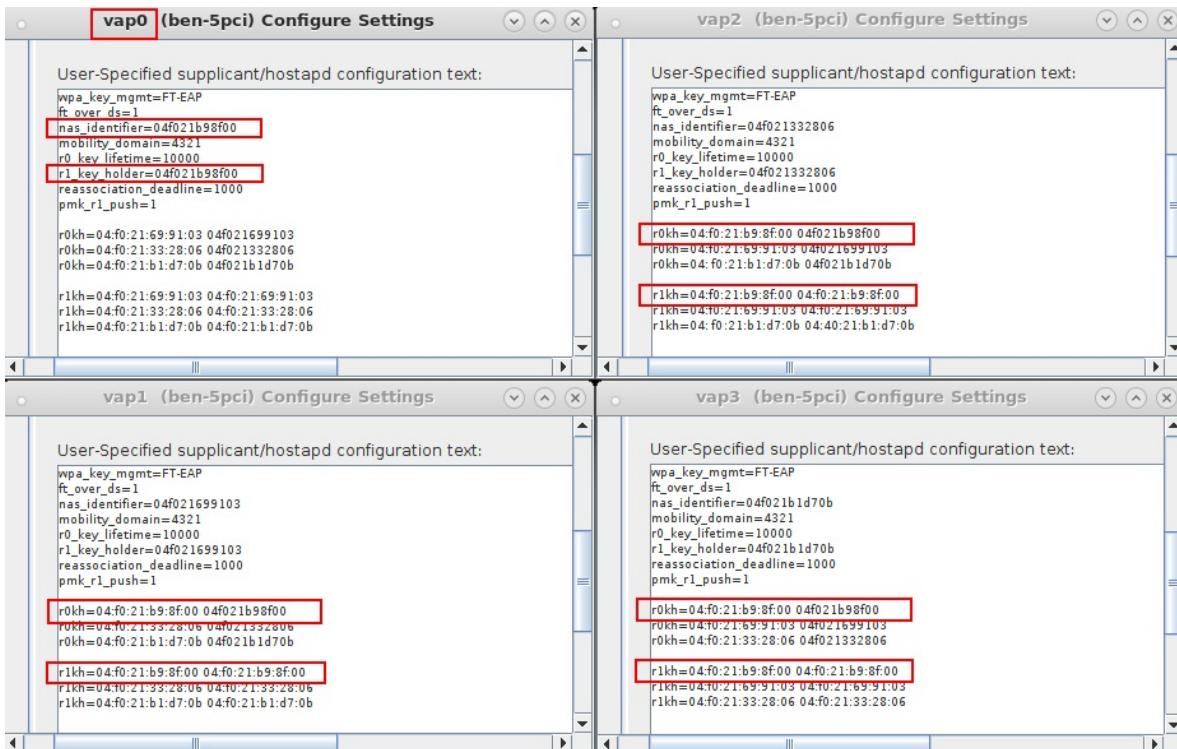 vap0 (ben-5pci) Configure Settings
User-Specified supplicant/hostapd configuration text:
wpa_key_mgmt=FT-EAP
ft_over_ds=1
nas_identifier=04f021b98f00
mobility_domain=4321
r0_key_lifetime=10000
r1_key_holder=04f021b98f00
reassociation_deadline=1000
pmk_r1_push=1
r0kh=04:f0:21:69:91:03 04f021699103
r0kh=04:f0:21:33:28:06 04f021332806
r0kh=04:f0:21:b1:d7:0b 04f021b1d70b
r1kh=04:f0:21:69:91:03 04:f0:21:69:91:03
r1kh=04:f0:21:33:28:06 04:f0:21:33:28:06
r1kh=04:f0:21:b1:d7:0b 04:f0:21:b1:d7:0b
vap2 (ben-5pci) Configure Settings
User-Specified supplicant/hostapd configuration text:
wpa_key_mgmt=FT-EAP
ft_over_ds=1
nas_identifier=04f021332806
mobility_domain=4321
r0_key_lifetime=10000
r1_key_holder=04f021332806
reassociation_deadline=1000
pmk_r1_push=1
r0kh=04:f0:21:b9:8f:00 04f021b98f00
r0kh=04:f0:21:69:91:03 04f021699103
r0kh=04: f0:21:b1:d7:0b 04f021b1d70b
r1kh=04:f0:21:b9:8f:00 04:f0:21:b9:8f:00
r1kh=04:f0:21:69:91:03 04:f0:21:69:91:03
r1kh=04: f0:21:b1:d7:0b 04:40:21:b1:d7:0b
vap1 (ben-5pci) Configure Settings
User-Specified supplicant/hostapd configuration text:
wpa_key_mgmt=FT-EAP
ft_over_ds=1
nas_identifier=04f021699103
mobility_domain=4321
r0_key_lifetime=10000
r1_key_holder=04f021699103
reassociation_deadline=1000
pmk_r1_push=1
r0kh=04:f0:21:b9:8f:00 04f021b98f00
r0kh=04:f0:21:33:28:06 04f021332806
r0kh=04:f0:21:b1:d7:0b 04f021b1d70b
r1kh=04:f0:21:b9:8f:00 04:f0:21:b9:8f:00
r1kh=04:f0:21:33:28:06 04:f0:21:33:28:06
r1kh=04:f0:21:b1:d7:0b 04:f0:21:b1:d7:0b
vap3 (ben-5pci) Configure Settings
User-Specified supplicant/hostapd configuration text:
wpa_key_mgmt=FT-EAP
ft_over_ds=1
nas_identifier=04f021b1d70b
mobility_domain=4321
r0_key_lifetime=10000
r1_key_holder=04f021b1d70b
reassociation_deadline=1000
pmk_r1_push=1
r0kh=04:f0:21:b9:8f:00 04f021b98f00
r0kh=04:f0:21:69:91:03 04f021699103
r0kh=04:f0:21:33:28:06 04f021332806
r1kh=04:f0:21:b9:8f:00 04:f0:21:b9:8f:00
r1kh=04:f0:21:69:91:03 04:f0:21:69:91:03
r1kh=04:f0:21:33:28:06 04:f0:21:33:28:06